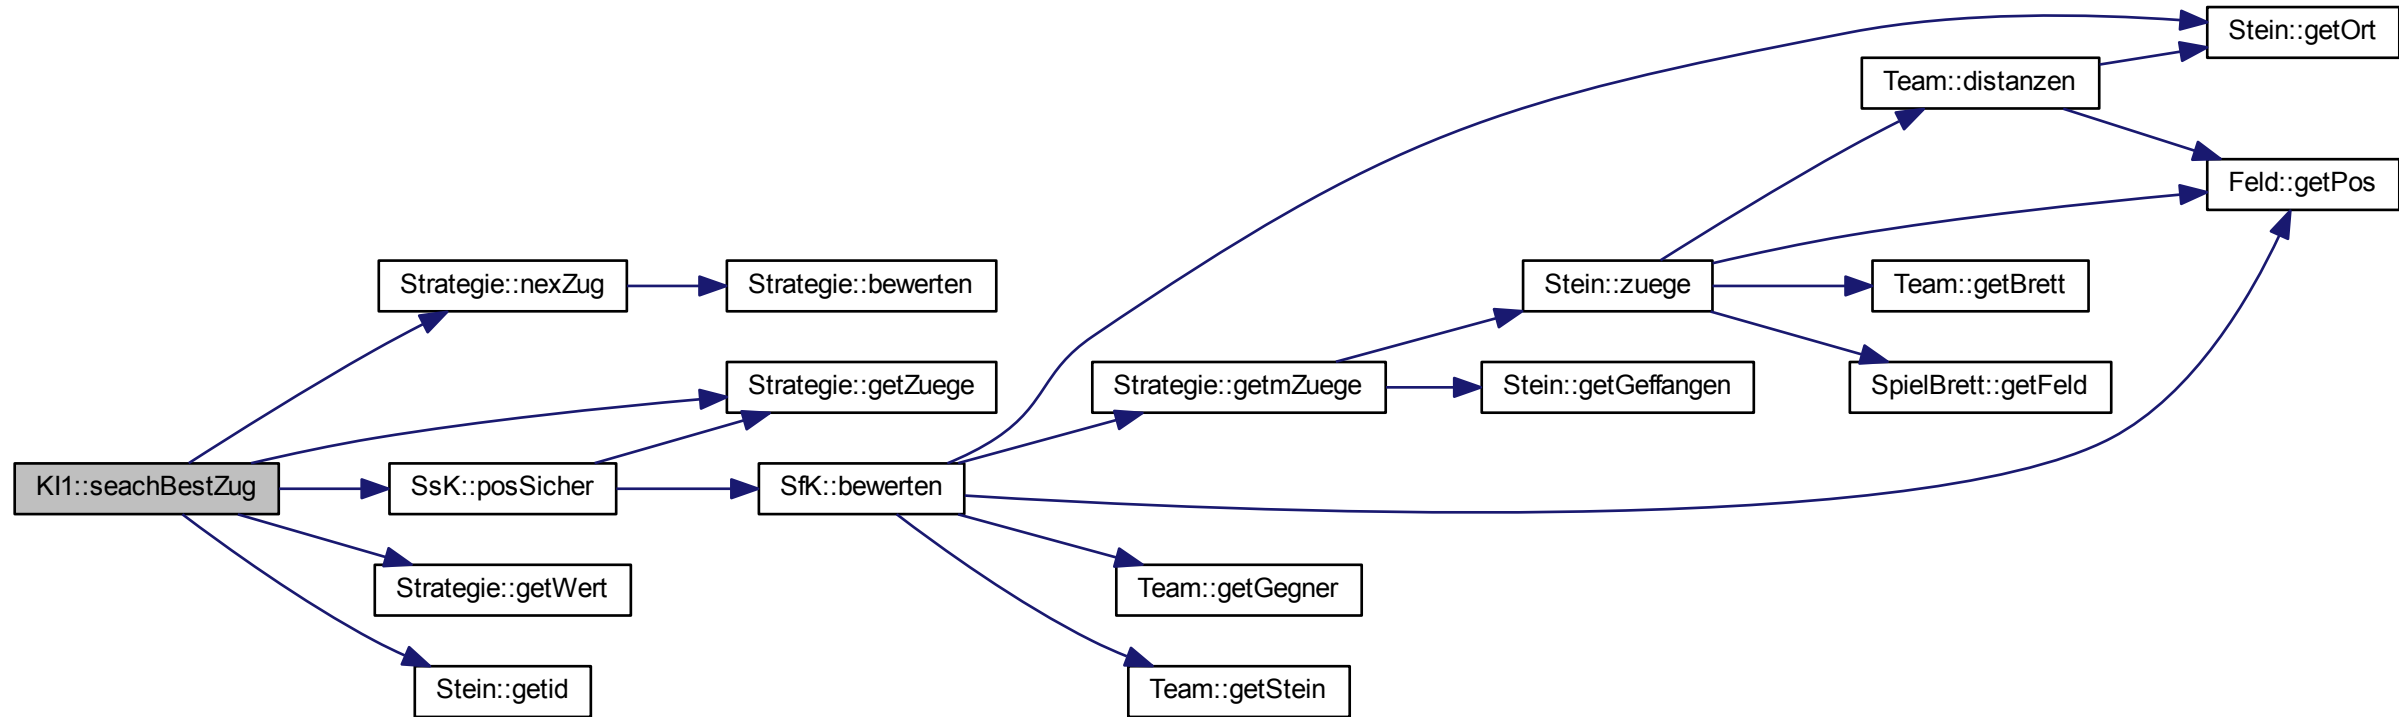 Stein::getOrt
Team::distanzen
Feld::getPos
Strategie::nexZug
Strategie::bewerten
Stein::zuege
Team::getBrett
Strategie::getZuege
Strategie::getmZuege
Stein::getGeffangen
SpielBrett::getFeld
KI1::seachBestZug
SsK::posSicher
SfK::bewerten
Strategie::getWert
Team::getGegner
Stein::getid
Team::getStein